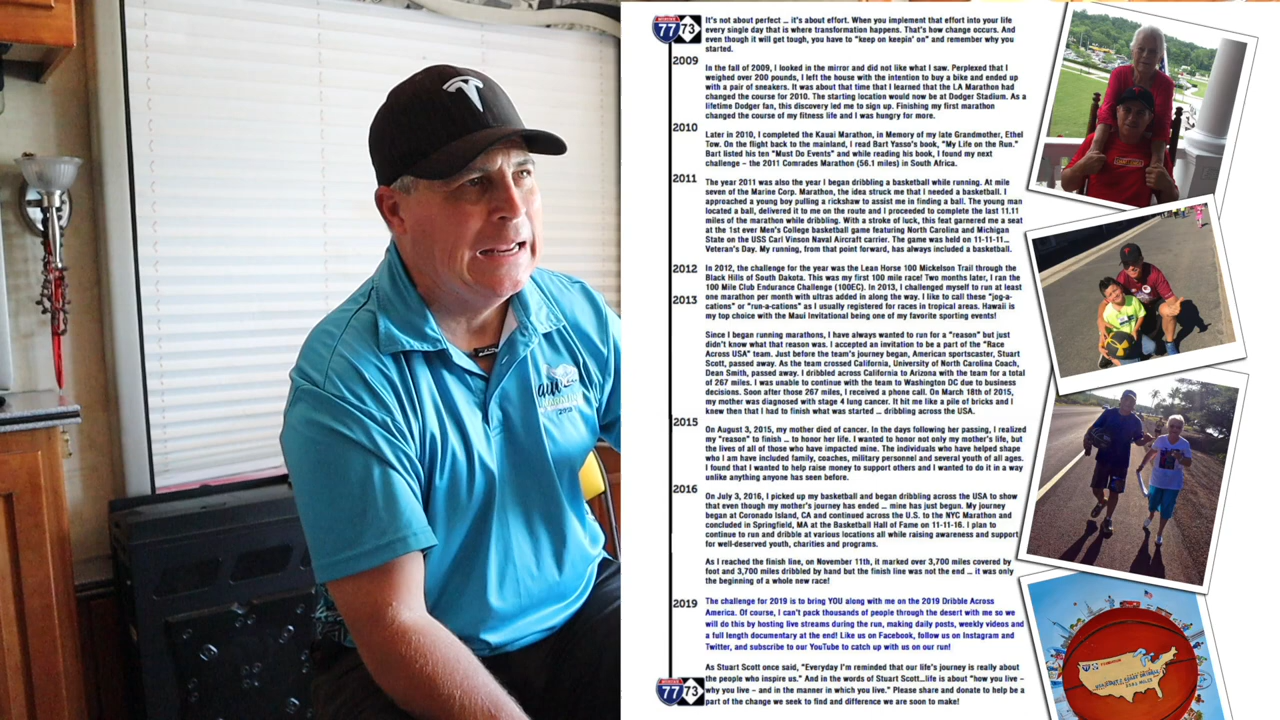 It's not about perfect ... it's about effort. When you implement that effort into your life
every single day that is where transformation happens. That's how change occurs. And
even though it will get tough, you have to "keep on keepin' on" and remember why you
started.
77 73
2009
In the fall of 2009, I looked in the mirror and did not like what I saw. Perplexed that I
weighed over 200 pounds, I left the house with the intention to buy a bike and ended up
with a pair of sneakers. It was about that time that I learned that the LA Marathon had
changed the course for 2010. The starting location would now be at Dodger Stadium. As a
lifetime Dodger fan, this discovery led me to sign up. Finishing my first marathon
changed the course of my fitness life and I was hungry for more.
2010
Later in 2010, I completed the Kauai Marathon, in Memory of my late Grandmother, Ethel
Tow. On the flight back to the mainland, I read Bart Yasso's book, "My Life on the Run."
Bart listed his ten "Must Do Events" and while reading his book, I found my next
challenge – the 2011 Comrades Marathon (56.1 miles) in South Africa.
2011
The year 2011 was also the year I began dribbling a basketball while running. At mile
seven of the Marine Corp. Marathon, the idea struck me that I needed a basketball. I
approached a young boy pulling a rickshaw to assist me in finding a ball. The young man
located a ball, delivered it to me on the route and I proceeded to complete the last 11.11
miles of the marathon while dribbling. With a stroke of luck, this feat garnered me a seat
at the 1st ever Men's College basketball game featuring North Carolina and Michigan
State on the USS Carl Vinson Naval Aircraft carrier. The game was held on 11-11-11...
Veteran's Day. My running, from that point forward, has always included a basketball.
2012
In 2012, the challenge for the year was the Lean Horse 100 Mickelson Trail through the
Black Hills of South Dakota. This was my first 100 mile race! Two months later, I ran the
100 Mile Club Endurance Challenge (100EC). In 2013, I challenged myself to run at least
2013
one marathon per month with ultras added in along the way. I like to call these "jog-a-
cations" or "run-a-cations" as I usually registered for races in tropical areas. Hawaii is
my top choice with the Maui Invitational being one of my favorite sporting events!
Since I began running marathons, I have always wanted to run for a "reason" but just
didn't know what that reason was. I accepted an invitation to be a part of the "Race
Across USA" team. Just before the team's journey began, American sportscaster, Stuart
Scott, passed away. As the team crossed California, University of North Carolina Coach,
Dean Smith, passed away. I dribbled across California to Arizona with the team for a total
of 267 miles. I was unable to continue with the team to Washington DC due to business
decisions. Soon after those 267 miles, I received a phone call. On March 18th of 2015,
my mother was diagnosed with stage 4 lung cancer. It hit me like a pile of bricks and I
knew then that I had to finish what was started ... dribbling across the USA.
2015
On August 3, 2015, my mother died of cancer. In the days following her passing, I realized
my "reason" to finish ... to honor her life. I wanted to honor not only my mother's life, but
the lives of all of those who have impacted mine. The individuals who have helped shape
who I am have included family, coaches, military personnel and several youth of all ages.
I found that I wanted to help raise money to support others and I wanted to do it in a way
unlike anything anyone has seen before.
2016
On July 3, 2016, I picked up my basketball and began dribbling across the USA to show
that even though my mother's journey has ended ... mine has just begun. My journey
began at Coronado Island, CA and continued across the U.S. to the NYC Marathon and
concluded in Springfield, MA at the Basketball Hall of Fame on 11-11-16. I plan to
continue to run and dribble at various locations all while raising awareness and support
for well-deserved youth, charities and programs.
As I reached the finish line, on November 11th, it marked over 3,700 miles covered by
foot and 3,700 miles dribbled by hand but the finish line was not the end ... it was only
the beginning of a whole new race!
2019
The challenge for 2019 is to bring YOU along with me on the 2019 Dribble Across
America. Of course, I can't pack thousands of people through the desert with me so we
will do this by hosting live streams during the run, making daily posts, weekly videos and
a full length documentary at the end! Like us on Facebook, follow us on Instagram and
Twitter, and subscribe to our YouTube to catch up with us on our run!
As Stuart Scott once said, "Everyday I'm reminded that our life's journey is really about
the people who inspire us." And in the words of Stuart Scott...life is about "how you live –
why you live – and in the manner in which you live." Please share and donate to help be a
part of the change we seek to find and difference we are soon to make!
77 73